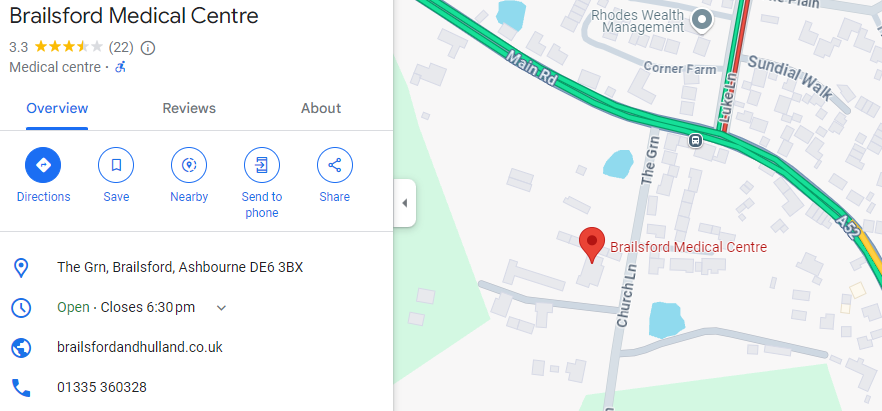 Brailsford Medical Centre
3.3 (22)
Medical centre ·
Overview Reviews About
Directions Save Nearby Send to phone Share
The Grn, Brailsford, Ashbourne DE6 3BX
Open · Closes 6:30 pm
brailsfordandhulland.co.uk
01335 360328
Rhodes Wealth
Management
Main Rd
Corner Farm
Sundial Walk
Luke Ln
The Grn
A52
Brailsford Medical Centre
Church Ln